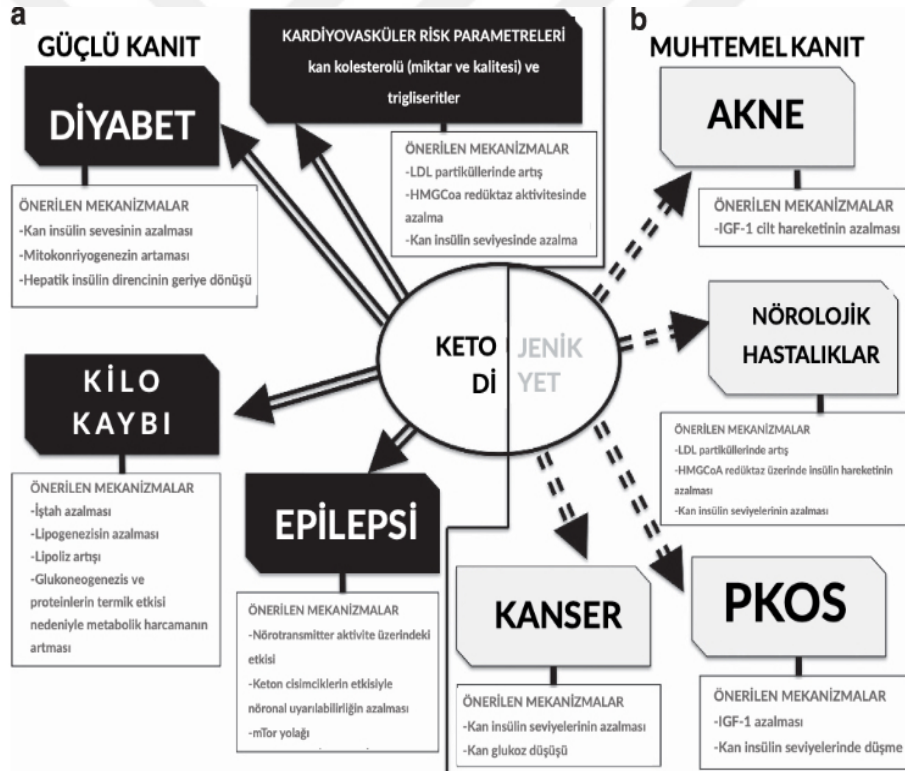 a
GÜÇLÜ KANIT
DİYABET
ÖNERİLEN MEKANİZMALAR
-Kan insülin sevesinin azalması
-Mitokonriyogenezin artaması
-Hepatik insülin direncinin geriye dönüşü
KARDİYOVASKÜLER RİSK PARAMETRELERİ
kan kolesterolü (miktar ve kalitesi) ve
trigliseritler
ÖNERİLEN MEKANİZMALAR
-LDL partiküllerinde artış
-HMGCoa redüktaz aktivitesinde
azalma
-Kan insülin seviyesinde azalma
KİLO
KAYBI
ÖNERİLEN MEKANİZMALAR
-İştah azalması
-Lipogenezisin azalması
-Lipoliz artışı
-Glukoneogenezis ve
proteinlerin termik etkisi
nedeniyle metabolik harcamanın
artması
EPİLEPSİ
ÖNERİLEN MEKANİZMALAR
-Nörotransmitter aktivite üzerindeki
etkisi
-Keton cisimciklerin etkisiyle
nöronal uyarılabilirliğin azalması
-mTor yolağı
KETO JENİK
Dİ YET
b
MUHTEMEL KANIT
AKNE
ÖNERİLEN MEKANİZMALAR
-IGF-1 cilt hareketinin azalması
NÖROLOJİK
HASTALIKLAR
ÖNERİLEN MEKANİZMALAR
-LDL partiküllerinde artış
-HMGCoA redüktaz üzerinde insülin hareketinin
azalması
-Kan insülin seviyelerinin azalması
KANSER
ÖNERİLEN MEKANİZMALAR
-Kan insülin seviyelerinin azalması
-Kan glukoz düşüşü
PKOS
ÖNERİLEN MEKANİZMALAR
-IGF-1 azalması
-Kan insülin seviyelerinde düşme